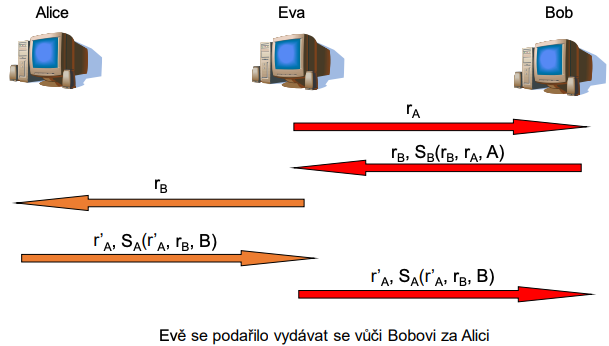 Alice Eva Bob
r_A
r_B, S_B(r_B, r_A, A)
r_B
r'_A, S_A(r'_A, r_B, B)
r'_A, S_A(r'_A, r_B, B)
Evě se podařilo vydávat se vůči Bobovi za Alici